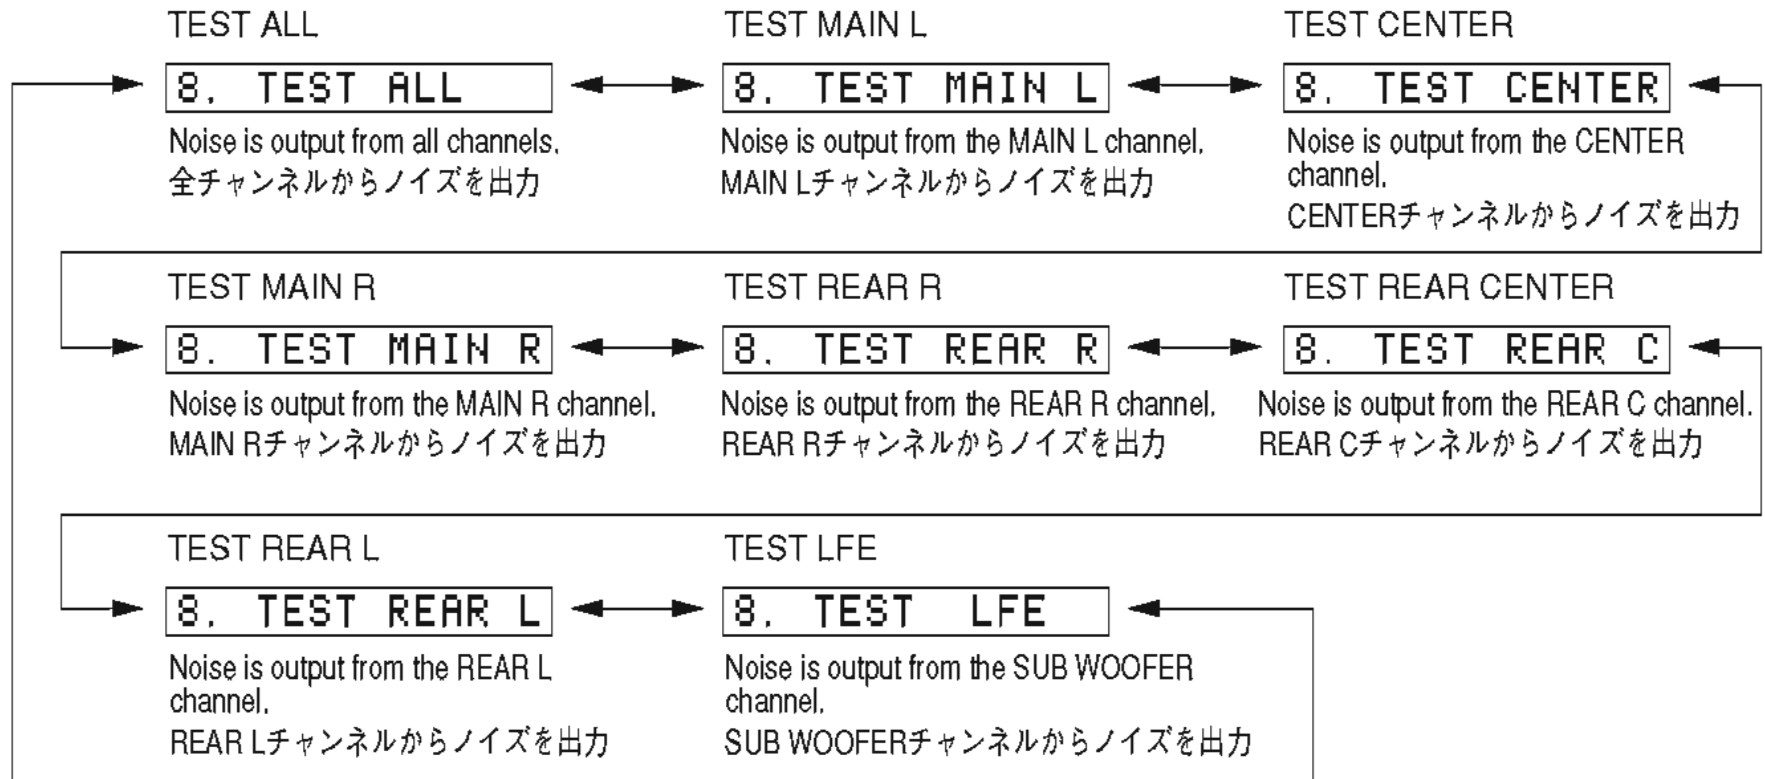 TEST ALL
TEST MAIN L
TEST CENTER
8. TEST ALL
8. TEST MAIN L
8. TEST CENTER
Noise is output from all channels.
全チャンネルからノイズを出力
Noise is output from the MAIN L channel.
MAIN Lチャンネルからノイズを出力
Noise is output from the CENTER
channel.
CENTERチャンネルからノイズを出力
TEST MAIN R
TEST REAR R
TEST REAR CENTER
8. TEST MAIN R
8. TEST REAR R
8. TEST REAR C
Noise is output from the MAIN R channel.
MAIN Rチャンネルからノイズを出力
Noise is output from the REAR R channel.
REAR Rチャンネルからノイズを出力
Noise is output from the REAR C channel.
REAR Cチャンネルからノイズを出力
TEST REAR L
TEST LFE
8. TEST REAR L
8. TEST LFE
Noise is output from the REAR L
channel.
REAR Lチャンネルからノイズを出力
Noise is output from the SUB WOOFER
channel.
SUB WOOFERチャンネルからノイズを出力